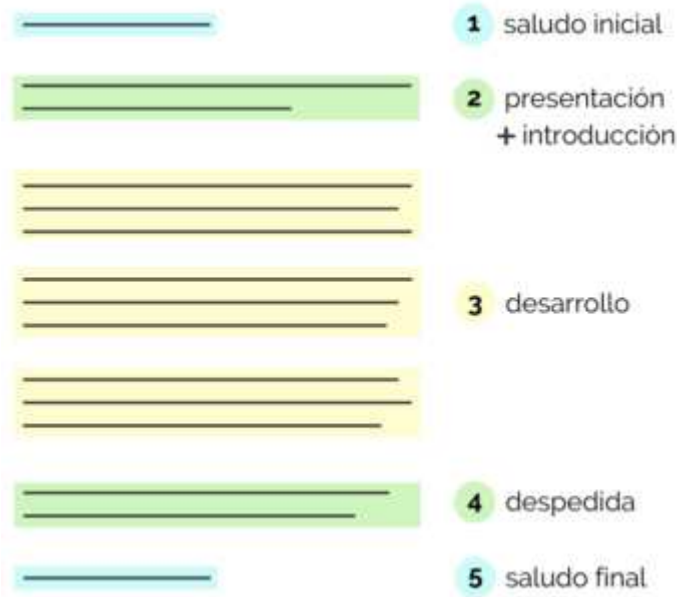 1 saludo inicial
2 presentación
+ introducción
3 desarrollo
4 despedida
5 saludo final